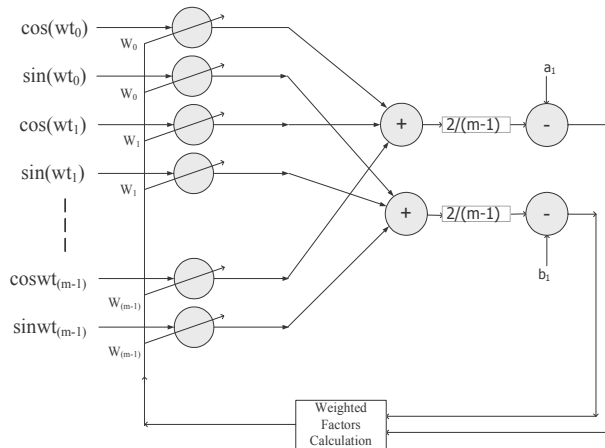 cos(wt₀)
W₀
sin(wt₀)
W₀
a₁
cos(wt₁)
W₁
+
2/(m-1)
-
sin(wt₁)
W₁
+
2/(m-1)
-
b₁
coswt₍ₘ₋₁₎
W₍ₘ₋₁₎
sinwt₍ₘ₋₁₎
W₍ₘ₋₁₎
Weighted
Factors
Calculation